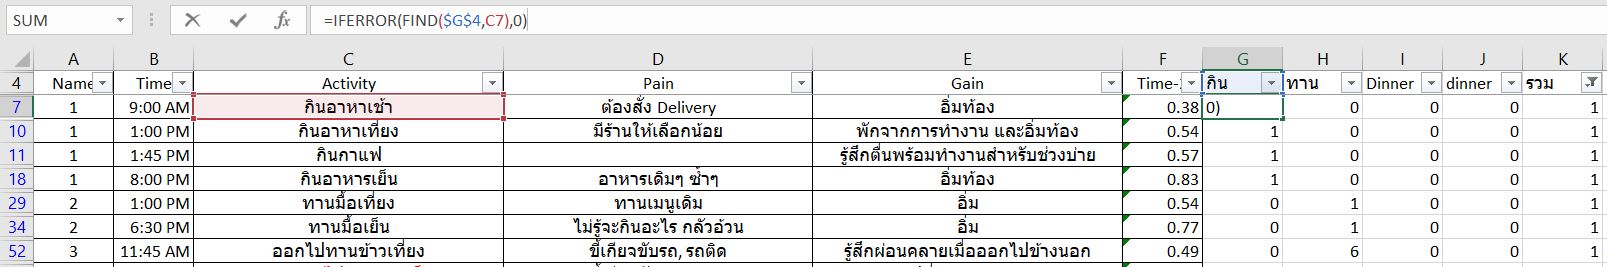 SUM =IFERROR(FIND($G$4,C7),0)
A B C D E F G H I J K
4 Name Time Activity Pain Gain Time- กิน ทาน Dinner dinner รวม
7 1 9:00 AM กินอาหาเช้า ต้องสั่ง Delivery อิ่มท้อง 0.38 0) 0 0 0 1
10 1 1:00 PM กินอาหาเที่ยง มีร้านให้เลือกน้อย พักจากการทำงาน และอิ่มท้อง 0.54 1 0 0 0 1
11 1 1:45 PM กินกาแฟ รู้สึกตื่นพร้อมทำงานสำหรับช่วงบ่าย 0.57 1 0 0 0 1
18 1 8:00 PM กินอาหารเย็น อาหารเดิมๆ ซ้ำๆ อิ่มท้อง 0.83 1 0 0 0 1
29 2 1:00 PM ทานมื้อเที่ยง ทานเมนูเดิม อิ่ม 0.54 0 1 0 0 1
34 2 6:30 PM ทานมื้อเย็น ไม่รู้จะกินอะไร กลัวอ้วน อิ่ม 0.77 0 1 0 0 1
52 3 11:45 AM ออกไปทานข้าวเที่ยง ขี้เกียจขับรถ, รถติด รู้สึกผ่อนคลายเมื่อออกไปข้างนอก 0.49 0 6 0 0 1